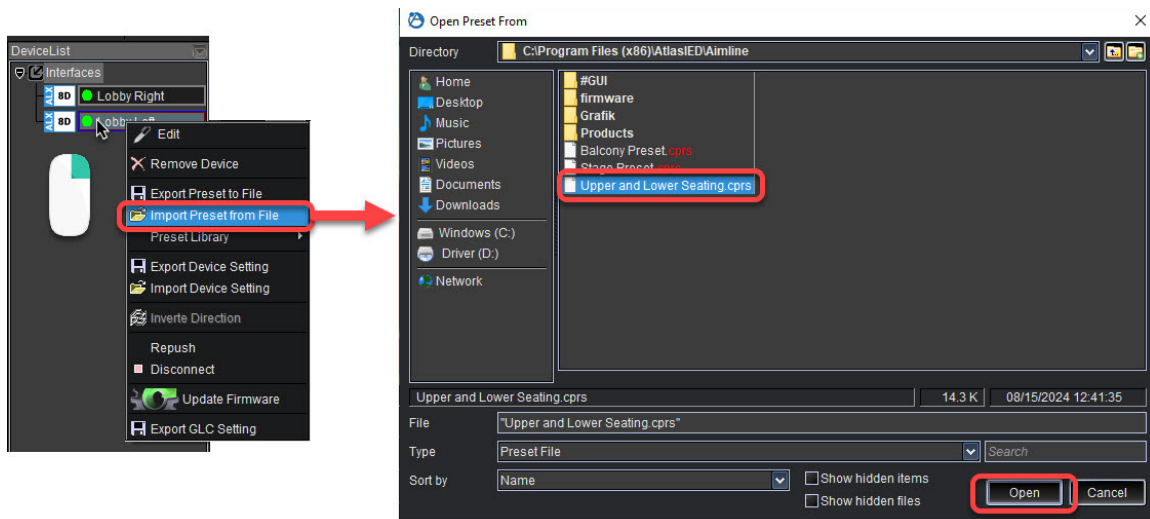 DeviceList
Interfaces
ALX 8D Lobby Right
ALX 8D Lobby Left
Edit
Remove Device
Export Preset to File
Import Preset from File
Preset Library
Export Device Setting
Import Device Setting
Inverte Direction
Repush
Disconnect
Update Firmware
Export GLC Setting
Open Preset From
Directory C:\Program Files (x86)\AtlasIED\Aimline
Home
Desktop
Music
Pictures
Videos
Documents
Downloads
Windows (C:)
Driver (D:)
Network
#GUI
firmware
Grafik
Products
Balcony Preset.cprs
Stage Preset.cprs
Upper and Lower Seating.cprs
Upper and Lower Seating.cprs 14.3 K 08/15/2024 12:41:35
File "Upper and Lower Seating.cprs"
Type Preset File Search
Sort by Name Show hidden items
Show hidden files
Open Cancel